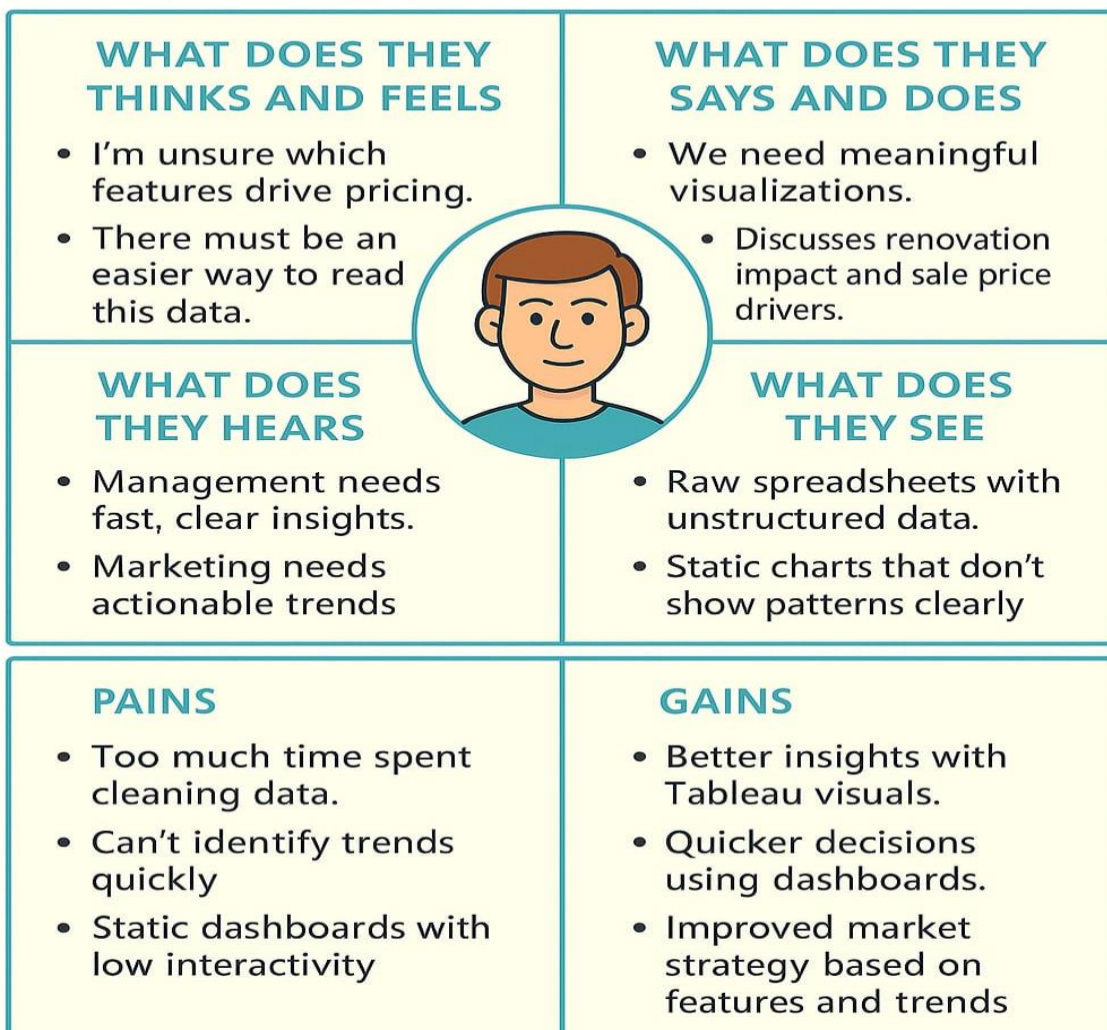 WHAT DOES THEY
THINKS AND FEELS
• I'm unsure which
features drive pricing.
• There must be an
easier way to read
this data.
WHAT DOES THEY
SAYS AND DOES
• We need meaningful
visualizations.
• Discusses renovation
impact and sale price
drivers.
WHAT DOES
THEY HEARS
• Management needs
fast, clear insights.
• Marketing needs
actionable trends
WHAT DOES
THEY SEE
• Raw spreadsheets with
unstructured data.
• Static charts that don't
show patterns clearly
PAINS
• Too much time spent
cleaning data.
• Can't identify trends
quickly
• Static dashboards with
low interactivity
GAINS
• Better insights with
Tableau visuals.
• Quicker decisions
using dashboards.
• Improved market
strategy based on
features and trends